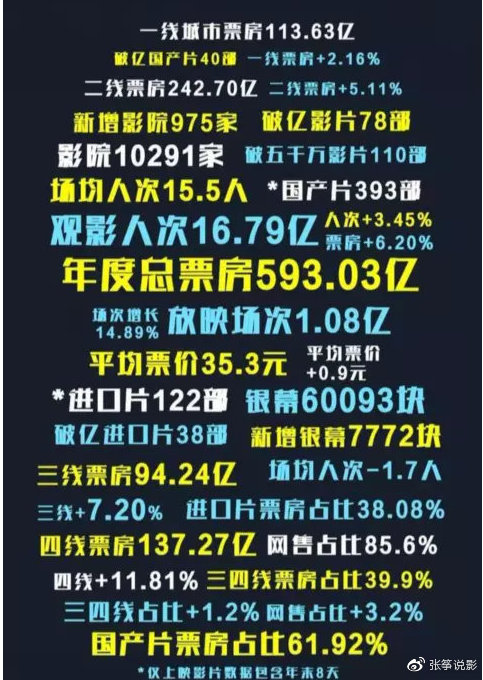 一线城市票房113.63亿
破亿国产片40部 一线票房+2.16%
二线票房242.70亿 二线票房+5.11%
新增影院975家 破亿影片78部
影院10291家 破五千万影片110部
场均人次15.5人 *国产片393部
观影人次16.79亿 人次+3.45%
票房+6.20%
年度总票房593.03亿
场次增长
14.89% 放映场次1.08亿
平均票价35.3元 平均票价
+0.9元
*进口片122部 银幕60093块
破亿进口片38部 新增银幕7772块
三线票房94.24亿 场均人次-1.7人
三线+7.20% 进口片票房占比38.08%
四线票房137.27亿 网售占比85.6%
四线+11.81% 三四线占比39.9%
三四线占比+1.2% 网售占比+3.2%
国产片票房占比61.92%
*仅上映影片数据包含年末8天
张筝说影